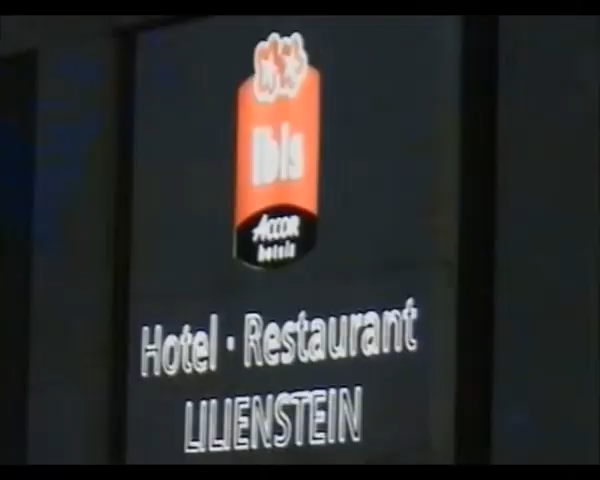 ibis
Accor
hotels
Hotel · Restaurant
LILIENSTEIN